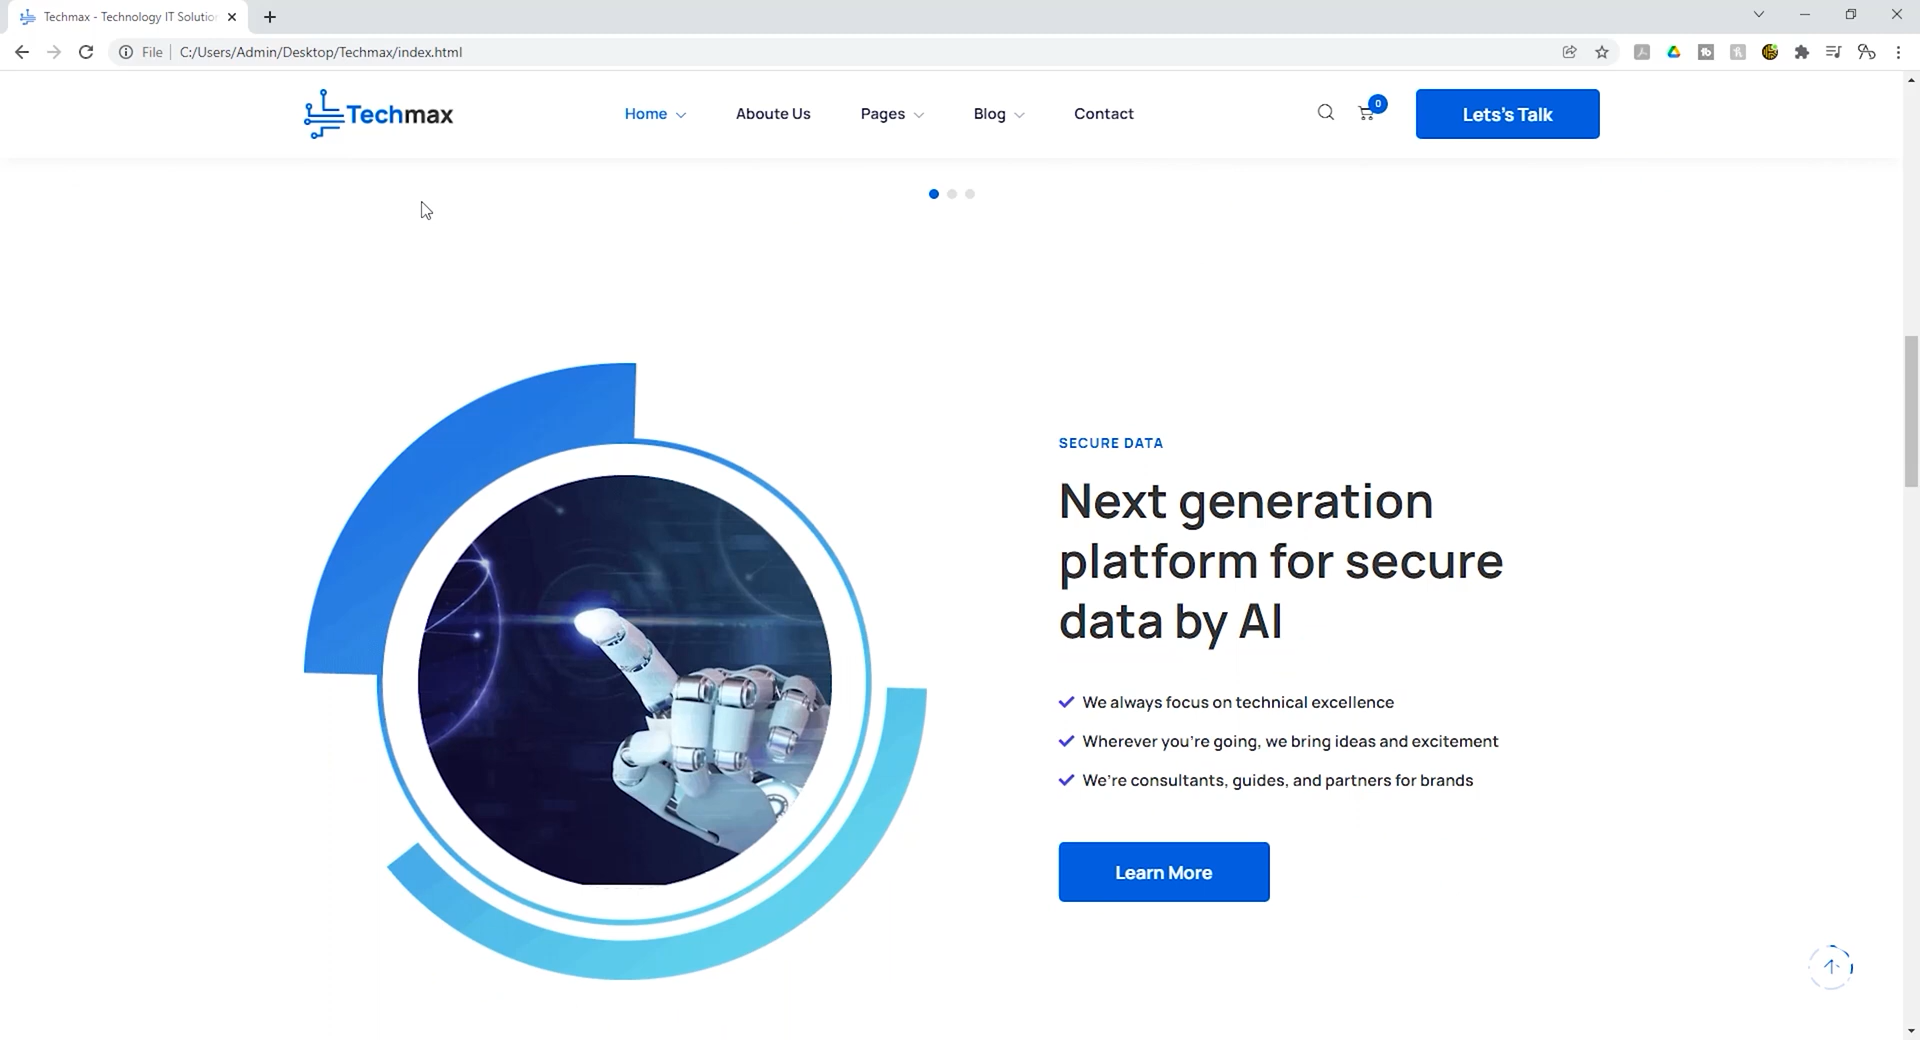 Techmax - Technology IT Solutio
File C:/Users/Admin/Desktop/Techmax/index.html
Techmax Home Aboute Us Pages Blog Contact 0 Lets's Talk
SECURE DATA
Next generation
platform for secure
data by AI
We always focus on technical excellence
Wherever you're going, we bring ideas and excitement
We're consultants, guides, and partners for brands
Learn More